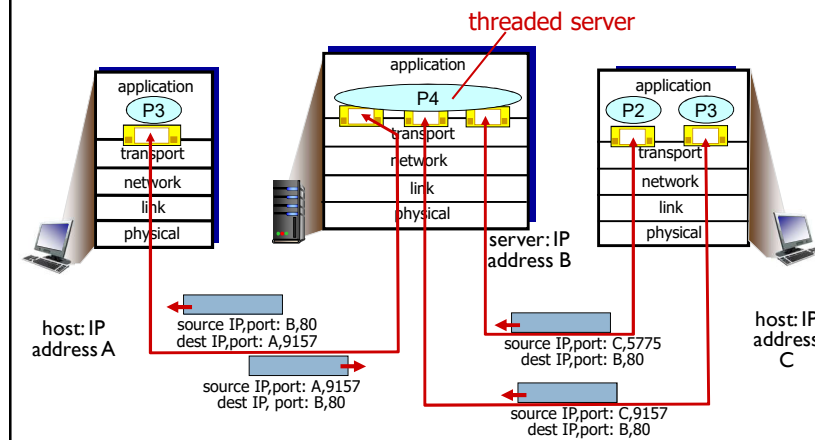 threaded server
application
P3
transport
network
link
physical
application
P4
transport
network
link
physical
application
P2 P3
transport
network
link
physical
server: IP
address B
host: IP
address A
source IP,port: B,80
dest IP,port: A,9157
source IP,port: A,9157
dest IP, port: B,80
source IP,port: C,5775
dest IP,port: B,80
source IP,port: C,9157
dest IP,port: B,80
host: IP
address
C